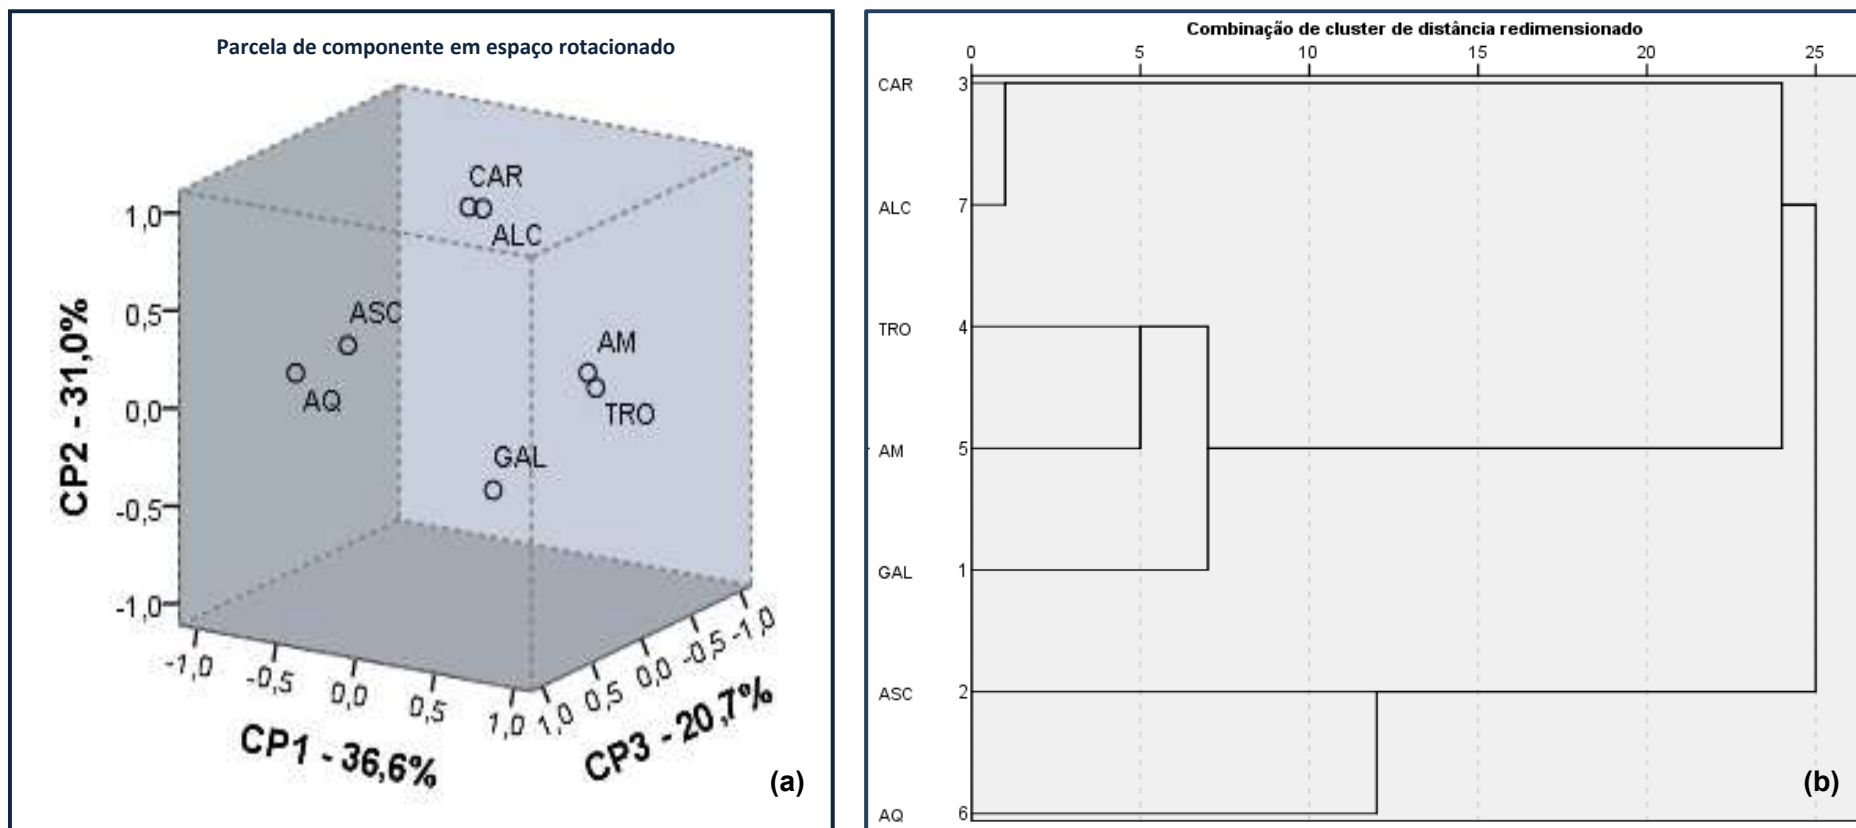 Parcela de componente em espaço rotacionado
CAR
ALC
ASC
AQ
AM
TRO
GAL
1,0
0,5
0,0
-0,5
-1,0
CP2 - 31,0%
-1,0
-0,5
0,0
0,5
1,0
CP1 - 36,6%
1,0
0,5
0,0
-0,5
-1,0
CP3 - 20,7%
(a)
Combinação de cluster de distância redimensionado
0 5 10 15 20 25
CAR 3
ALC 7
TRO 4
AM 5
GAL 1
ASC 2
AQ 6
(b)